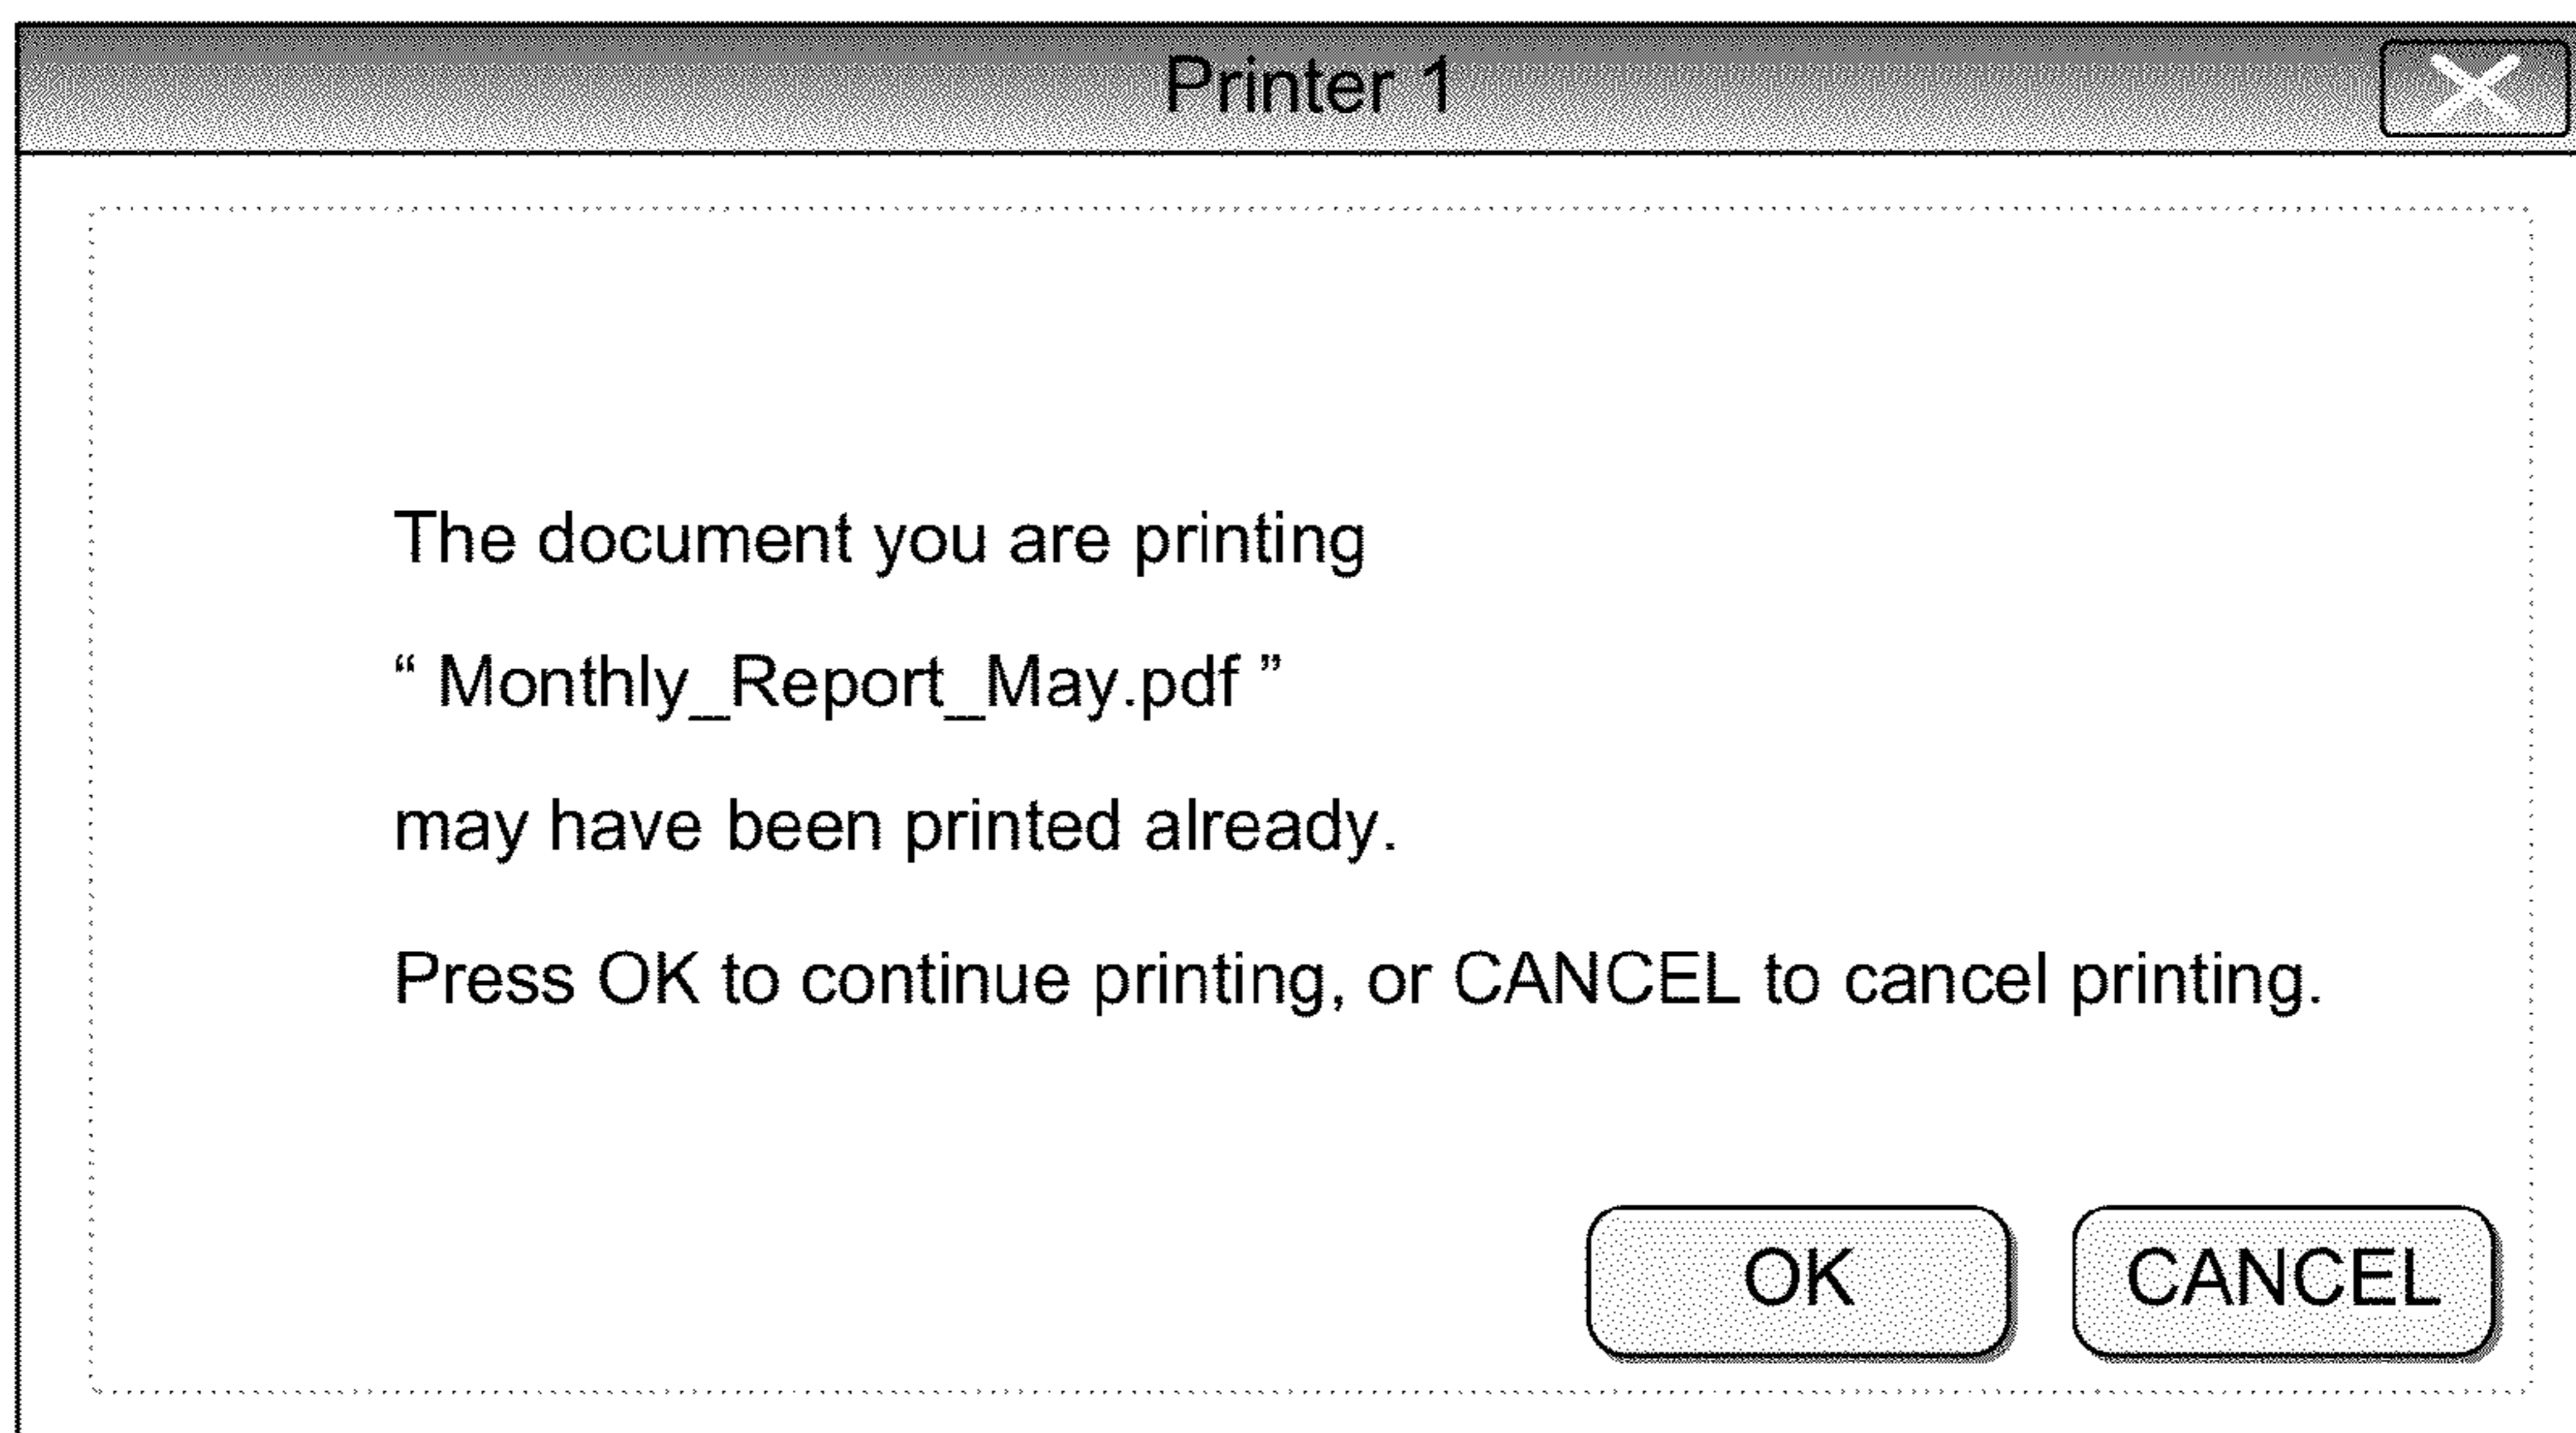 Printer 1
The document you are printing
“ Monthly_Report_May.pdf ”
may have been printed already.
Press OK to continue printing, or CANCEL to cancel printing.
OK
CANCEL